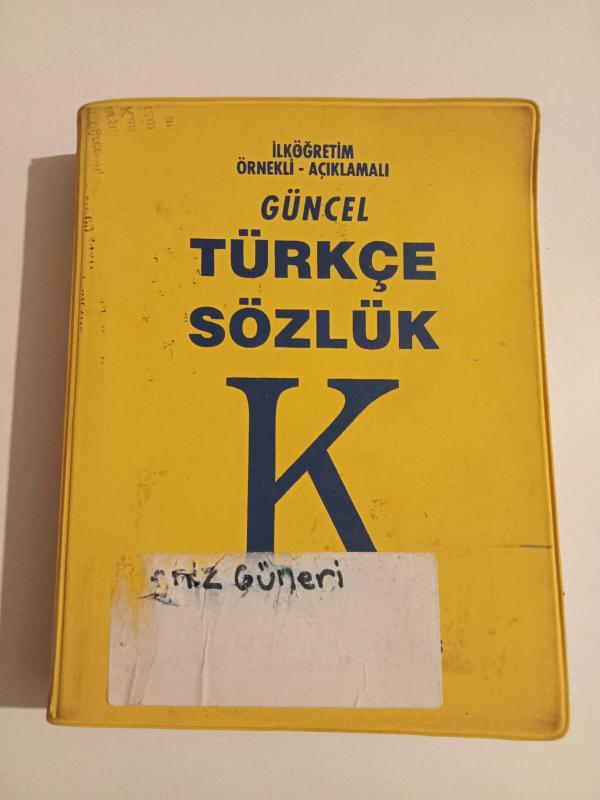 İLKÖĞRETİM
ÖRNEKLİ - AÇIKLAMALI
GÜNCEL
TÜRKÇE
SÖZLÜK
K
Güneri